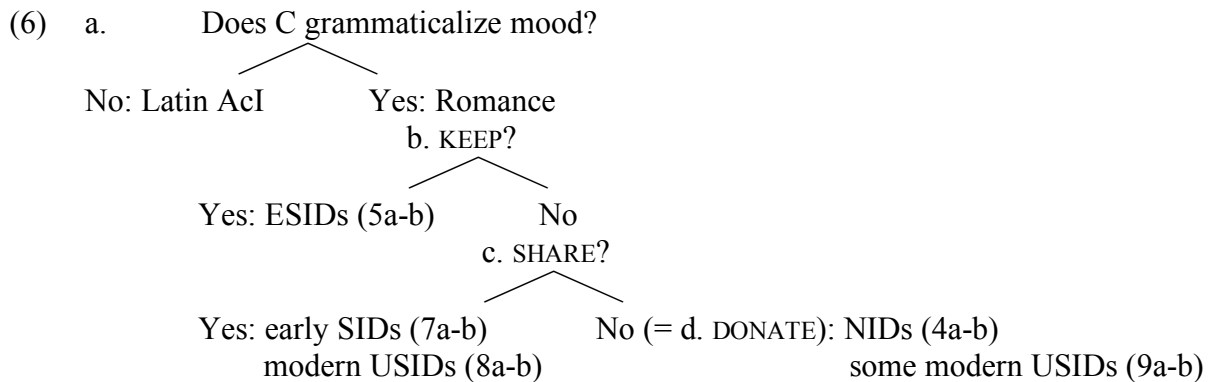 (6) a. Does C grammaticalize mood?
No: Latin AcI Yes: Romance
b. KEEP?
Yes: ESIDs (5a-b) No
c. SHARE?
Yes: early SIDs (7a-b) No (= d. DONATE): NIDs (4a-b)
modern USIDs (8a-b) some modern USIDs (9a-b)